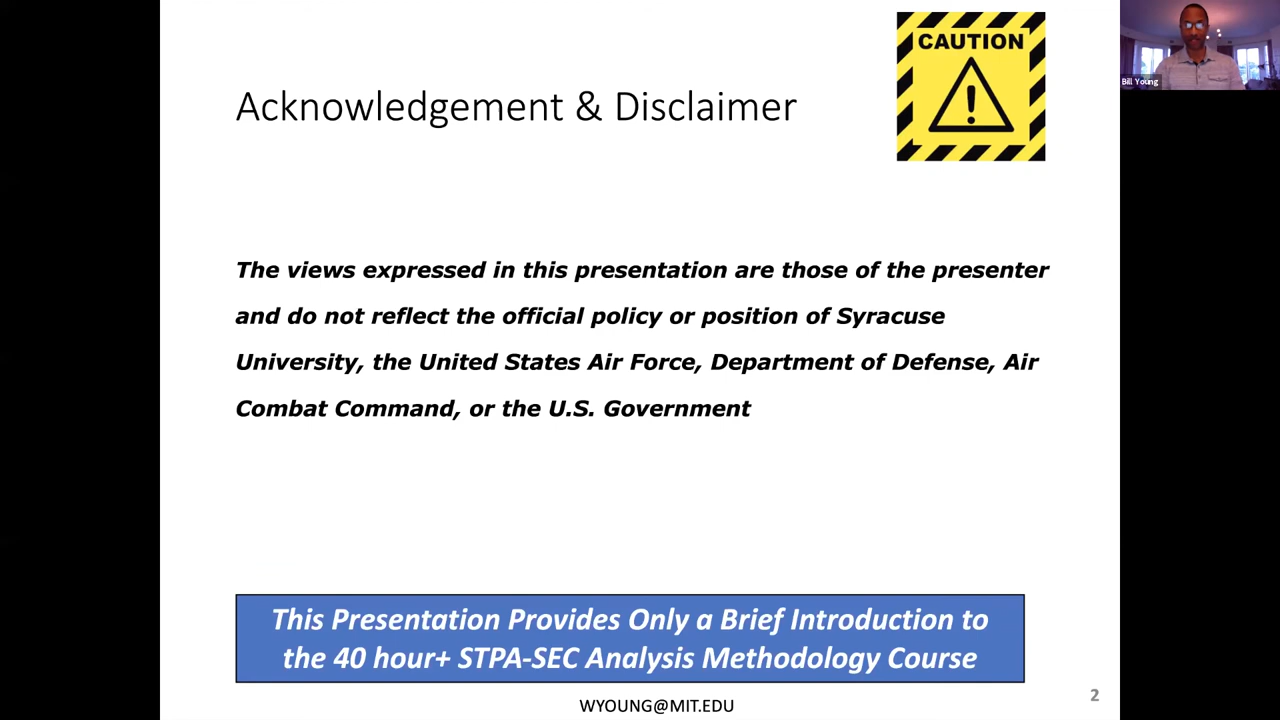 CAUTION
Bill Young
Acknowledgement & Disclaimer
The views expressed in this presentation are those of the presenter
and do not reflect the official policy or position of Syracuse
University, the United States Air Force, Department of Defense, Air
Combat Command, or the U.S. Government
This Presentation Provides Only a Brief Introduction to
the 40 hour+ STPA-SEC Analysis Methodology Course
WYOUNG@MIT.EDU
2